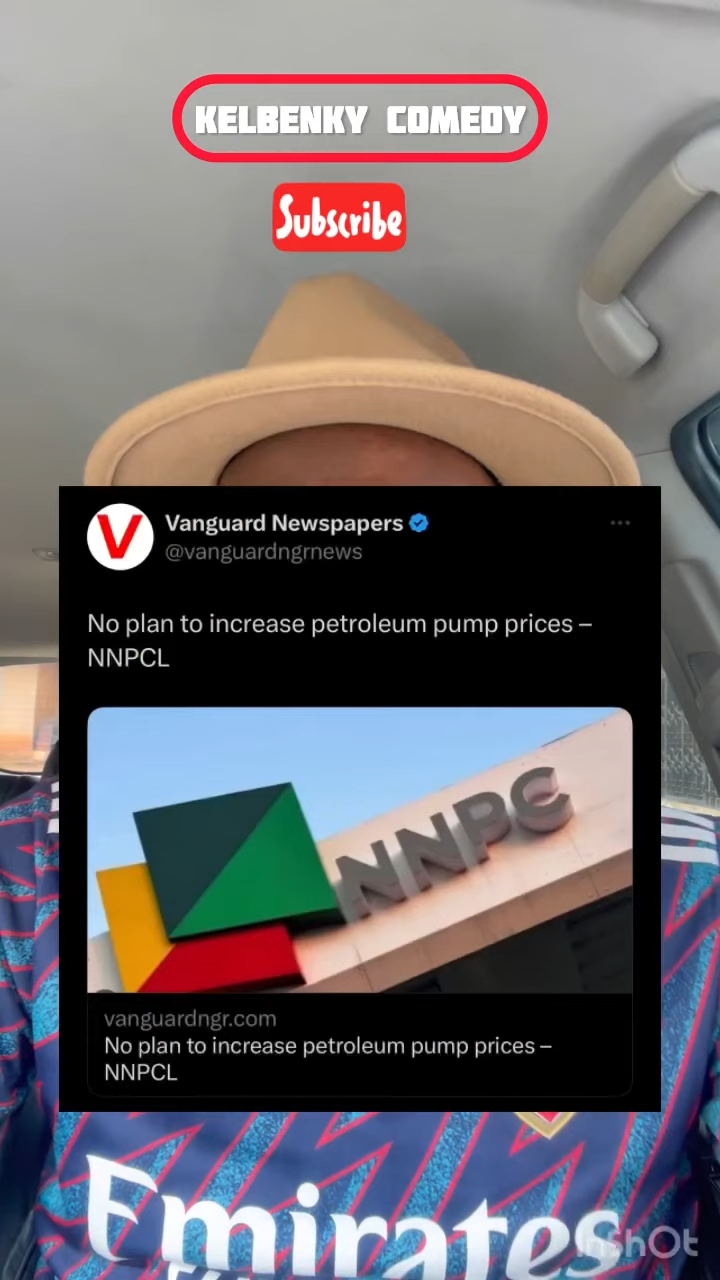 KELBENKY COMEDY
Subscribe
V
Vanguard Newspapers
@vanguardngrnews
No plan to increase petroleum pump prices –
NNPCL
NNPC
vanguardngr.com
No plan to increase petroleum pump prices –
NNPCL
Emirates
InShOt